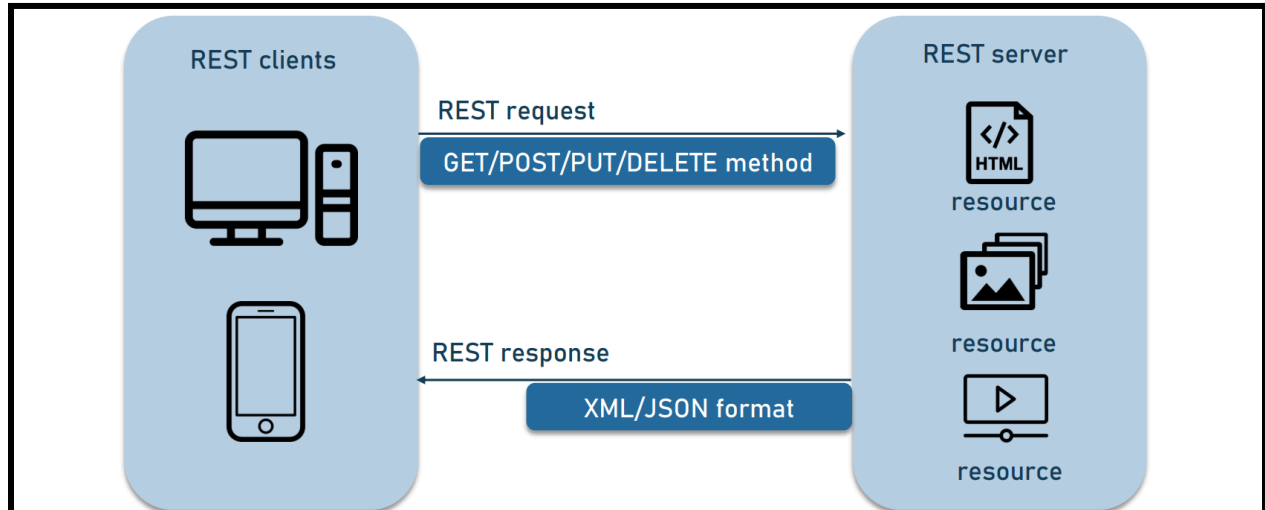 REST clients
REST server
REST request
GET/POST/PUT/DELETE method
</>
HTML
resource
resource
REST response
XML/JSON format
resource